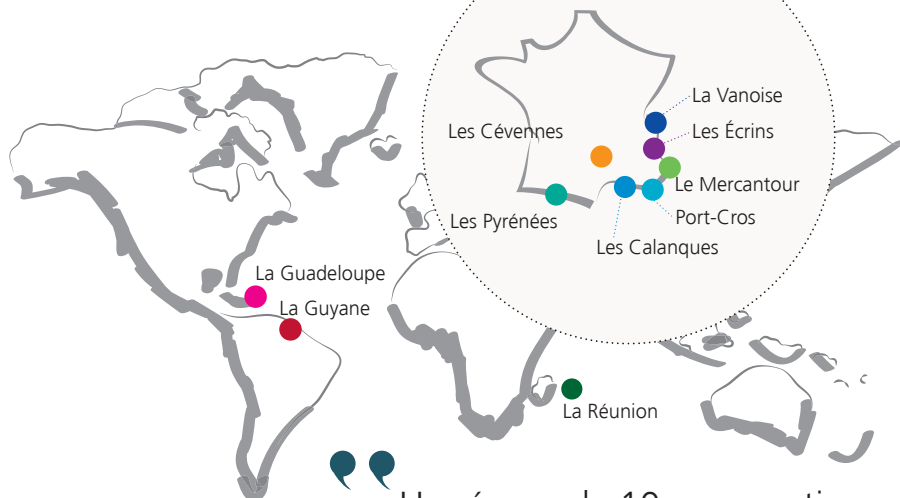 La Vanoise
Les Cévennes
Les Écrins
Le Mercantour
Port-Cros
Les Pyrénées
Les Calanques
La Guadeloupe
La Guyane
La Réunion